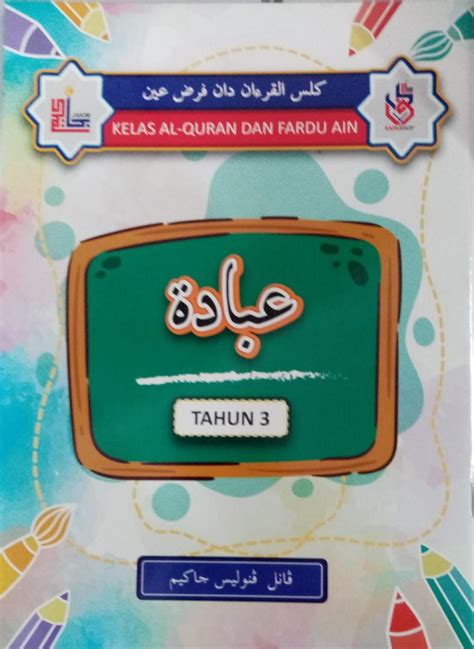 كلس القرءان دان فرض عين
KELAS AL-QURAN DAN FARDU AIN
عبادة
TAHUN 3
ڤانل ڤنوليس جاكيم